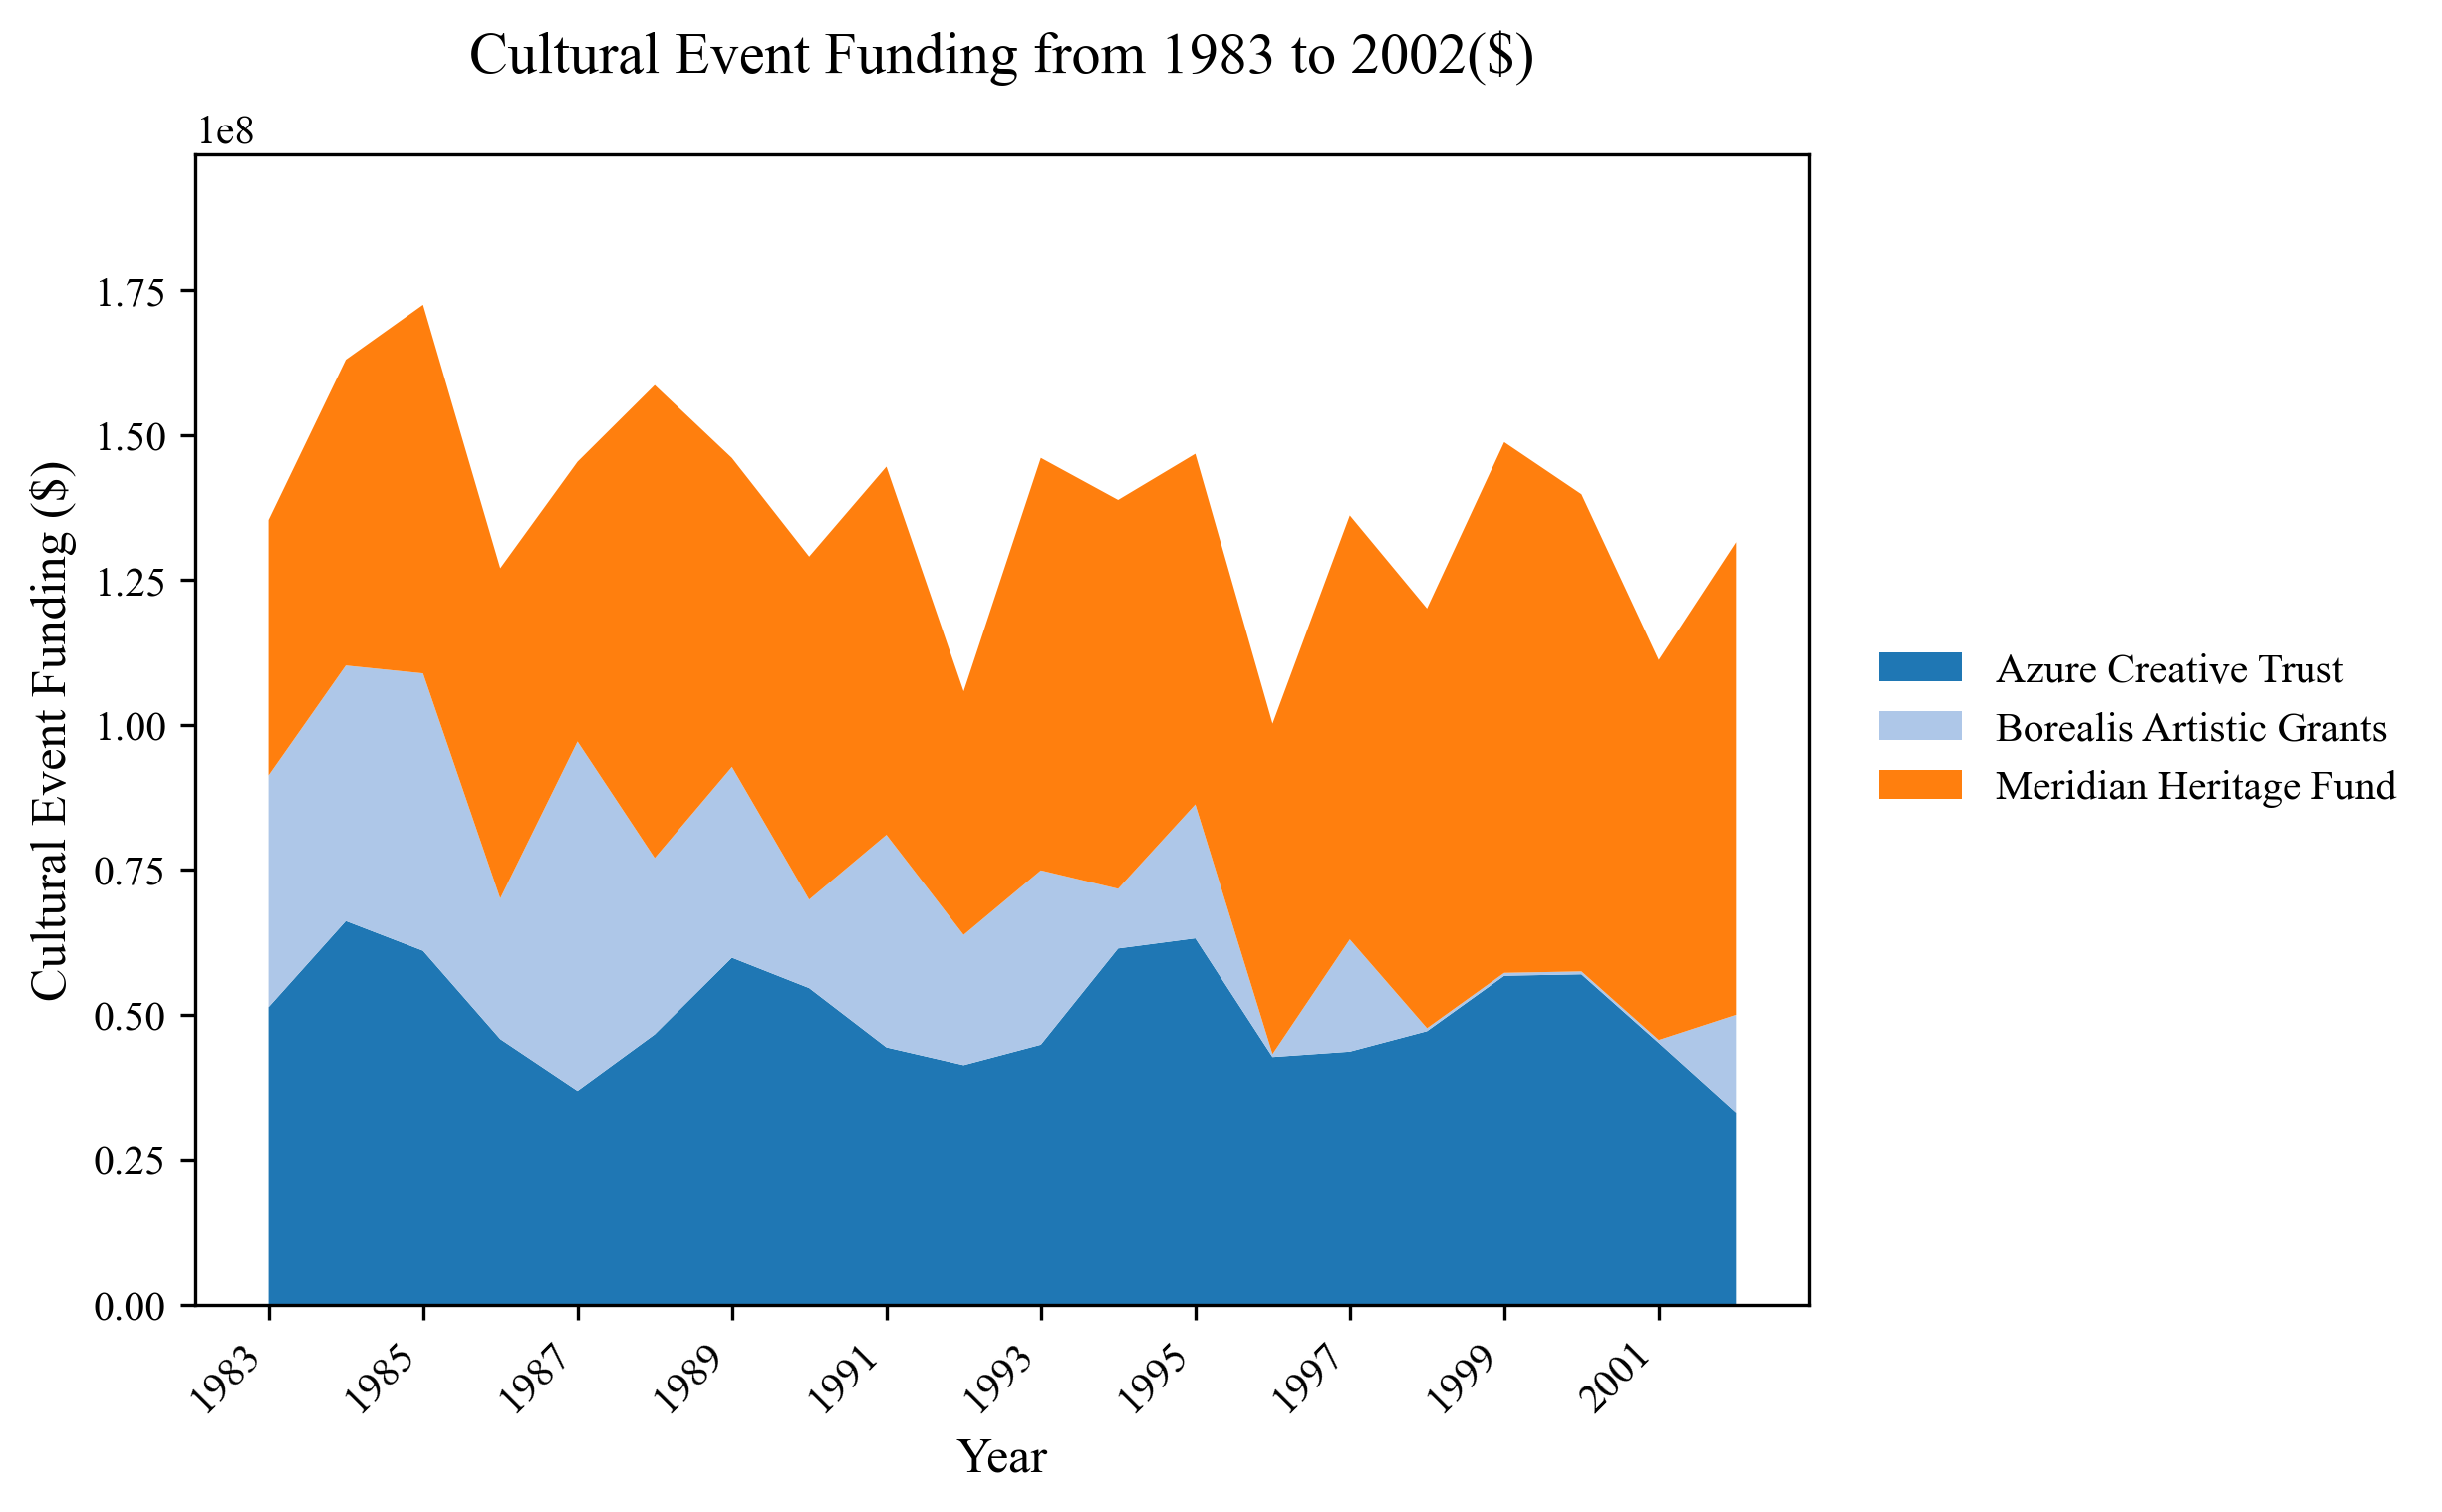 Cultural Event Funding from 1983 to 2002($)
1e8
1.75
1.50
1.25
1.00
0.75
0.50
0.25
0.00
Cultural Event Funding ($)
1983
1985
1987
1989
1991
1993
1995
1997
1999
2001
Year
Azure Creative Trust
Borealis Artistic Grants
Meridian Heritage Fund